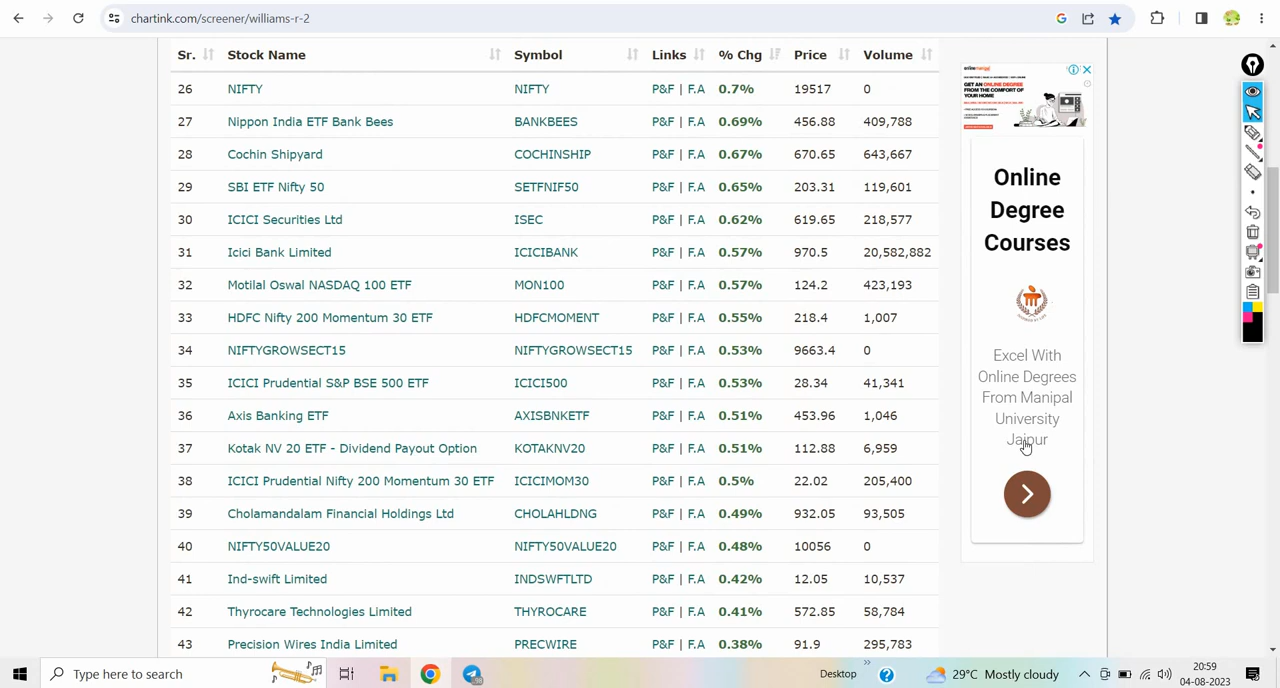 chartink.com/screener/williams-r-2
Sr. Stock Name Symbol Links % Chg Price Volume
26 NIFTY NIFTY P&F | F.A 0.7% 19517 0
27 Nippon India ETF Bank Bees BANKBEES P&F | F.A 0.69% 456.88 409,788
28 Cochin Shipyard COCHINSHIP P&F | F.A 0.67% 670.65 643,667
29 SBI ETF Nifty 50 SETFNIF50 P&F | F.A 0.65% 203.31 119,601
30 ICICI Securities Ltd ISEC P&F | F.A 0.62% 619.65 218,577
31 Icici Bank Limited ICICIBANK P&F | F.A 0.57% 970.5 20,582,882
32 Motilal Oswal NASDAQ 100 ETF MON100 P&F | F.A 0.57% 124.2 423,193
33 HDFC Nifty 200 Momentum 30 ETF HDFCMOMENT P&F | F.A 0.55% 218.4 1,007
34 NIFTYGROWSECT15 NIFTYGROWSECT15 P&F | F.A 0.53% 9663.4 0
35 ICICI Prudential S&P BSE 500 ETF ICICI500 P&F | F.A 0.53% 28.34 41,341
36 Axis Banking ETF AXISBNKETF P&F | F.A 0.51% 453.96 1,046
37 Kotak NV 20 ETF - Dividend Payout Option KOTAKNV20 P&F | F.A 0.51% 112.88 6,959
38 ICICI Prudential Nifty 200 Momentum 30 ETF ICICIMOM30 P&F | F.A 0.5% 22.02 205,400
39 Cholamandalam Financial Holdings Ltd CHOLAHLDNG P&F | F.A 0.49% 932.05 93,505
40 NIFTY50VALUE20 NIFTY50VALUE20 P&F | F.A 0.48% 10056 0
41 Ind-swift Limited INDSWFTLTD P&F | F.A 0.42% 12.05 10,537
42 Thyrocare Technologies Limited THYROCARE P&F | F.A 0.41% 572.85 58,784
43 Precision Wires India Limited PRECWIRE P&F | F.A 0.38% 91.9 295,783
GET AN ONLINE DEGREE
FROM THE COMFORT OF
YOUR HOME
Online
Degree
Courses
Excel With
Online Degrees
From Manipal
University
Jaipur
Type here to search
Desktop
29°C Mostly cloudy
20:59
04-08-2023